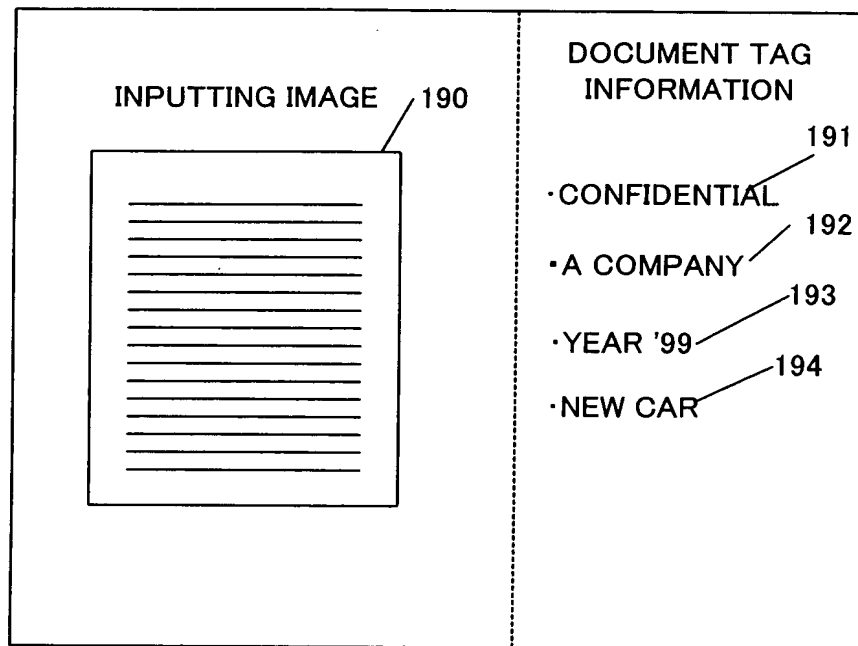 INPUTTING IMAGE
190
DOCUMENT TAG
INFORMATION
191
·CONFIDENTIAL
192
·A COMPANY
193
·YEAR '99
194
·NEW CAR